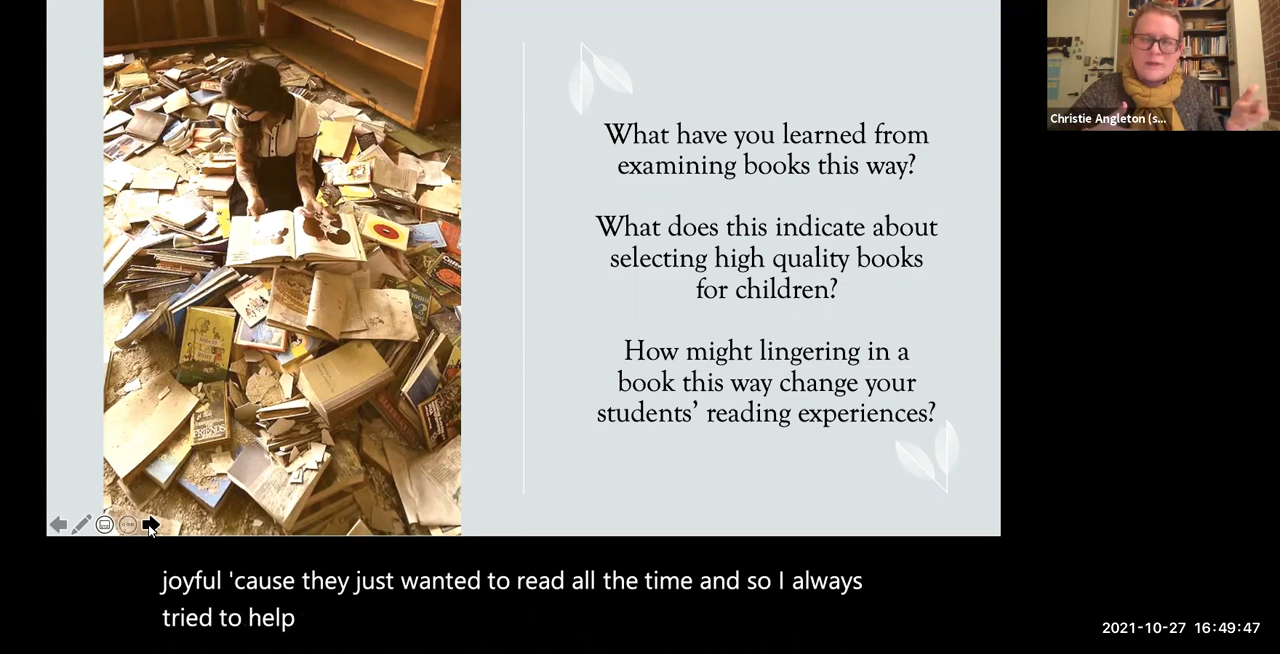 What have you learned from
examining books this way?
What does this indicate about
selecting high quality books
for children?
How might lingering in a
book this way change your
students’ reading experiences?
Christie Angleton (s...
joyful 'cause they just wanted to read all the time and so I always
tried to help
2021-10-27 16:49:47